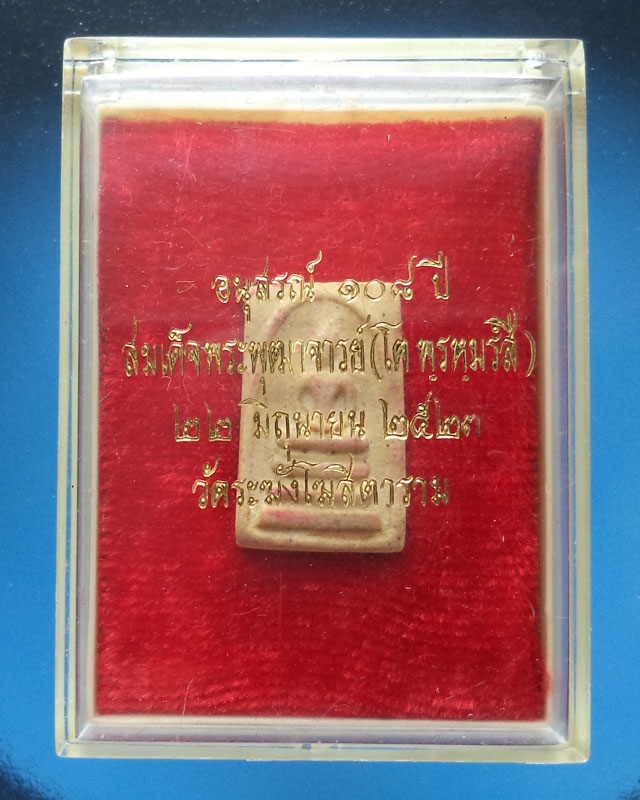 อนุสรณ์ ๑๐๘ ปี
สมเด็จพระพุฒาจารย์ (โต พฺรหฺมรํสี)
๒๒ มิถุนายน ๒๕๒๓
วัดระฆังโฆสิตาราม